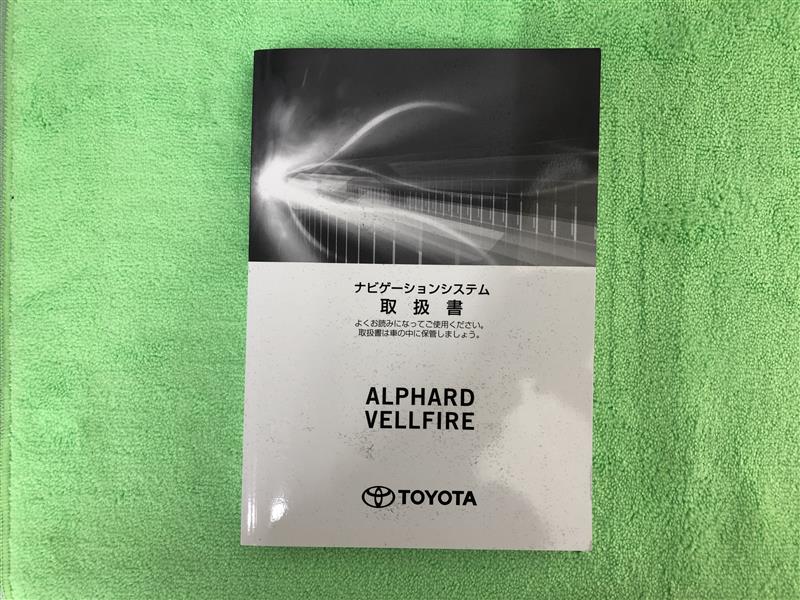 ナビゲーションシステム
取扱書
よくお読みになってご使用ください。
取扱書は車の中に保管しましょう。
ALPHARD
VELLFIRE
TOYOTA